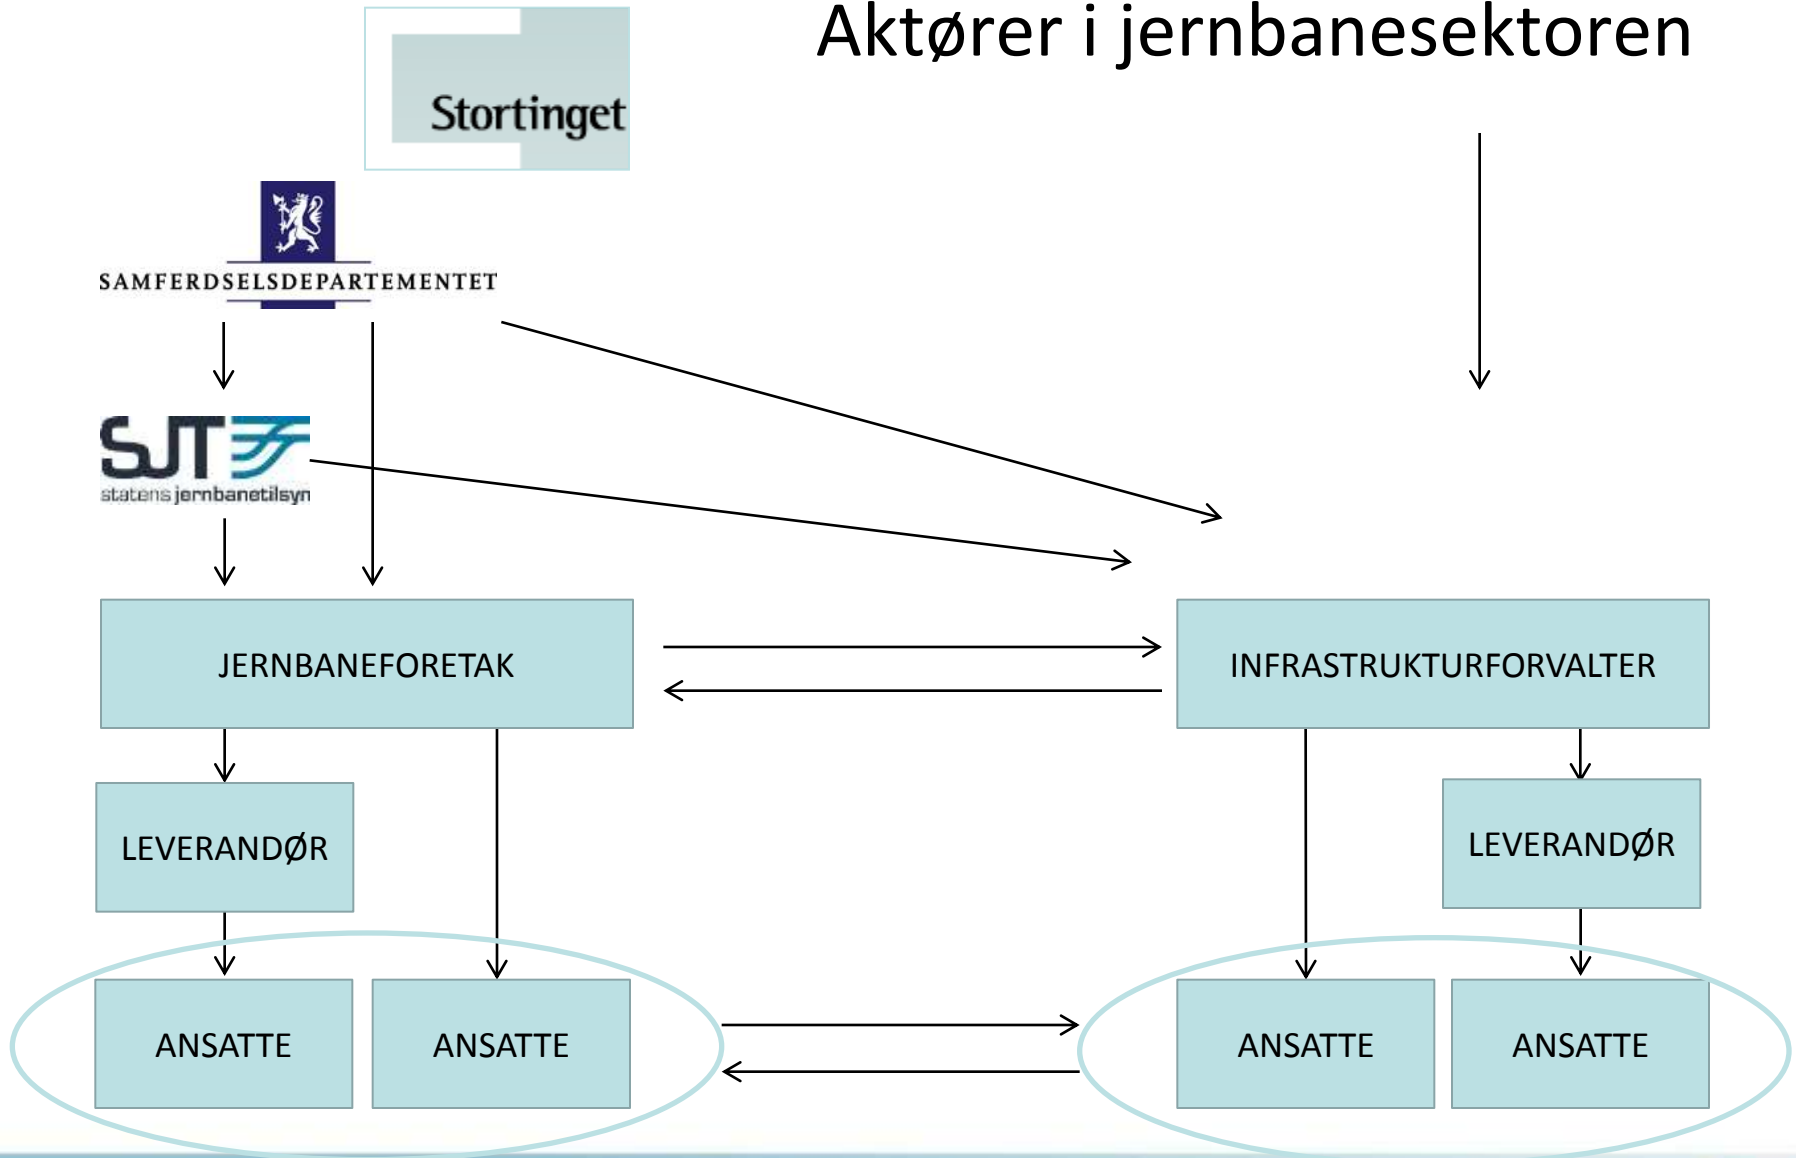 Aktører i jernbanesektoren
Stortinget
SAMFERDSELSDEPARTEMENTET
SJT
statens jernbanetilsyn
JERNBANEFORETAK
INFRASTRUKTURFORVALTER
LEVERANDØR
LEVERANDØR
ANSATTE
ANSATTE
ANSATTE
ANSATTE